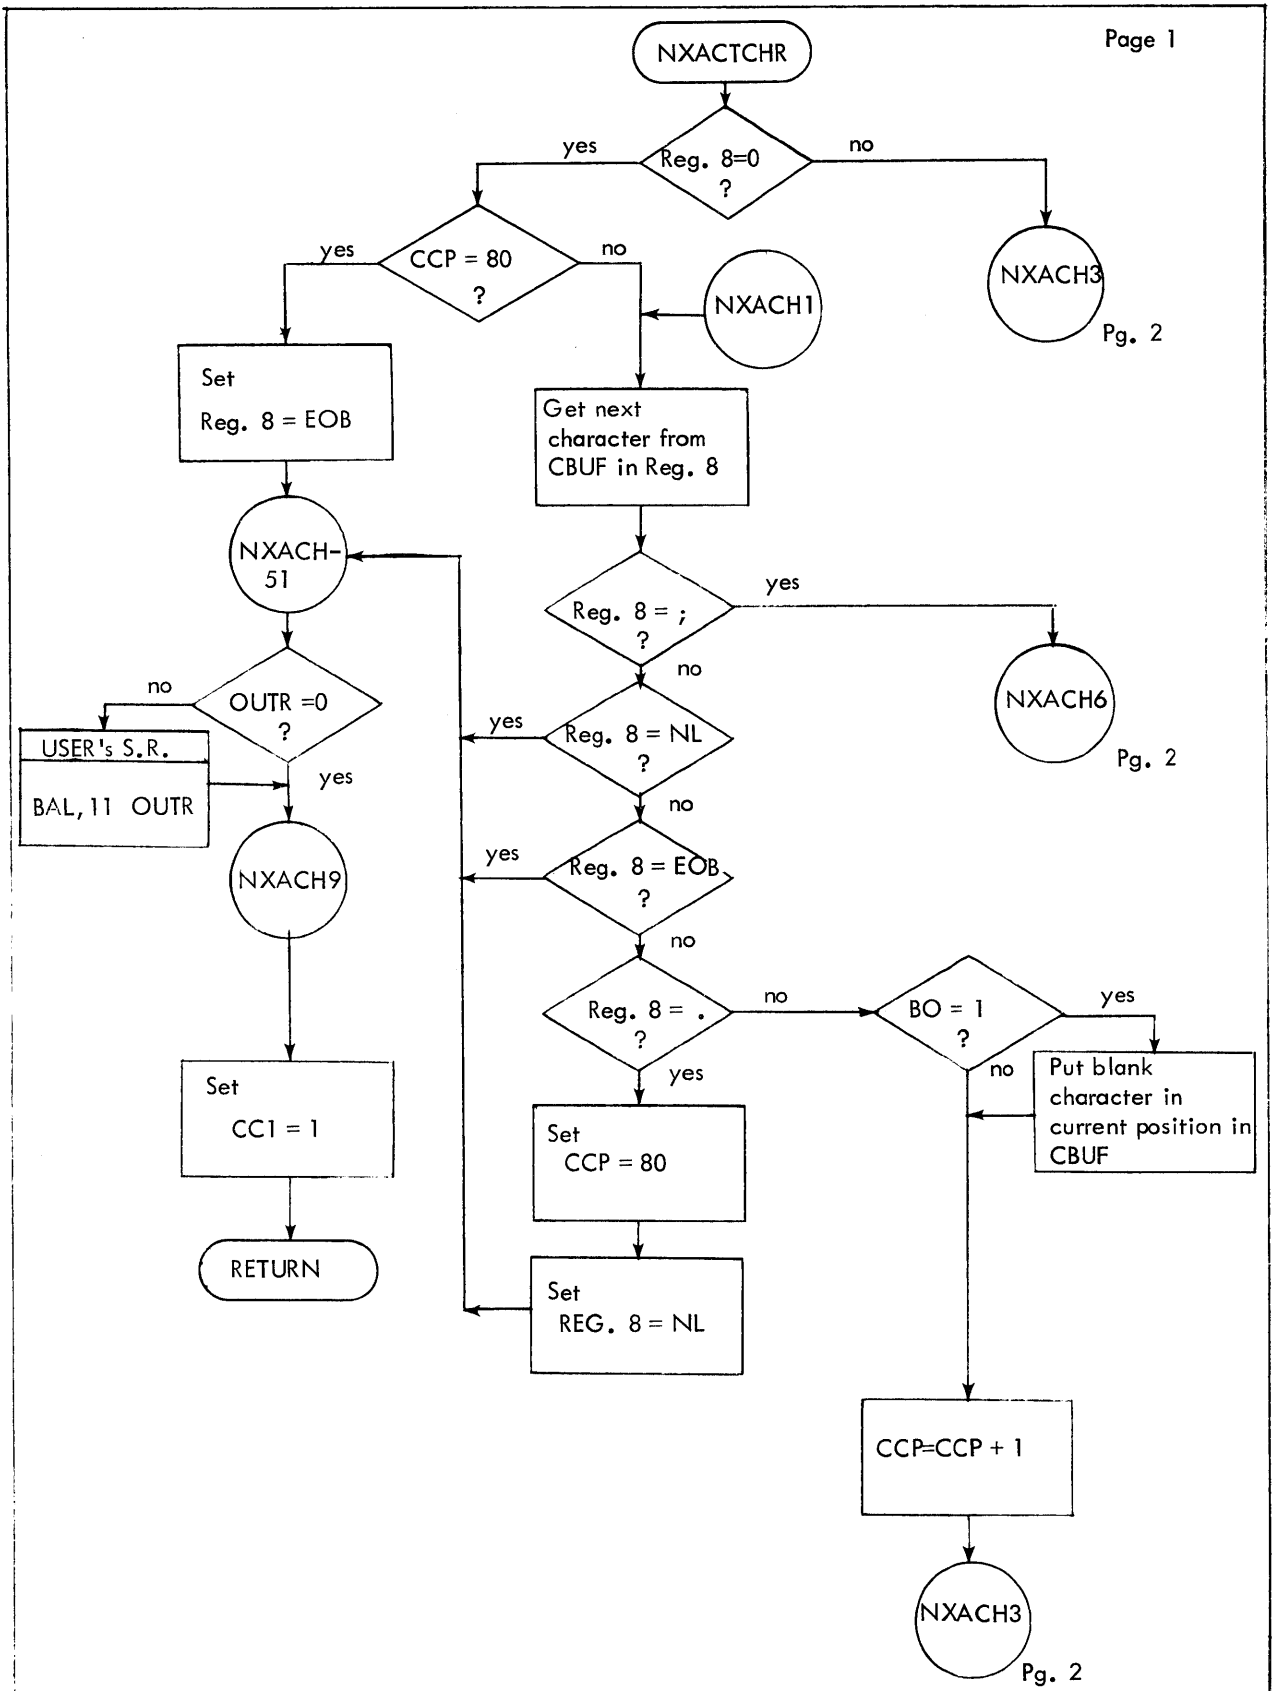 Page 1
NXACTCHR
yes
Reg. 8=0
?
no
yes
CCP = 80
?
no
NXACH1
NXACH3
Pg. 2
Set
Reg. 8 = EOB
Get next
character from
CBUF in Reg. 8
NXACH-
51
Reg. 8 = ;
?
yes
no
NXACH6
Pg. 2
no
OUTR =0
?
yes
USER's S.R.
BAL, 11 OUTR
yes
Reg. 8 = NL
?
no
NXACH9
yes
Reg. 8 = EOB
?
no
Reg. 8 = .
?
no
yes
BO = 1
?
yes
no
Put blank
character in
current position in
CBUF
Set
CC1 = 1
Set
CCP = 80
RETURN
Set
REG. 8 = NL
CCP=CCP + 1
NXACH3
Pg. 2